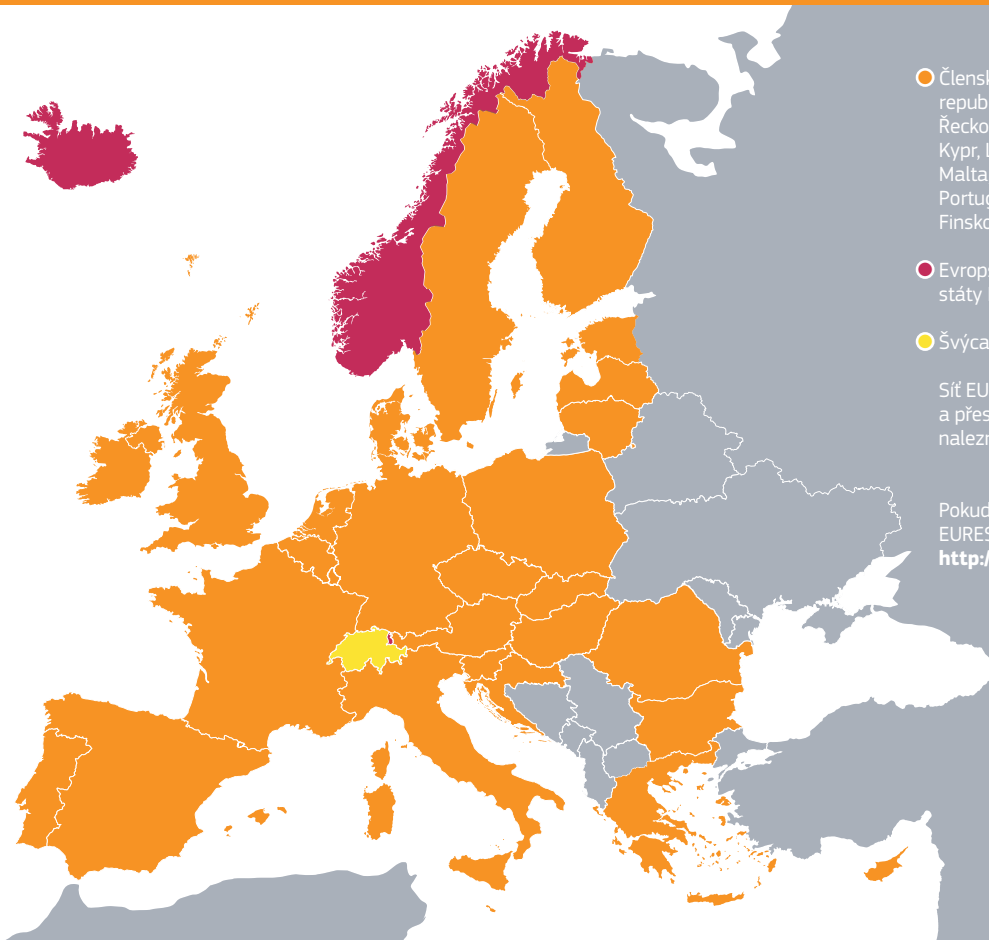 Člensk
repub
Řecko
Kypr, L
Malta
Portug
Finsko
Evrops
státy
Švýca
Síť EU
a přes
nalezn
Pokud
EURES
http:/